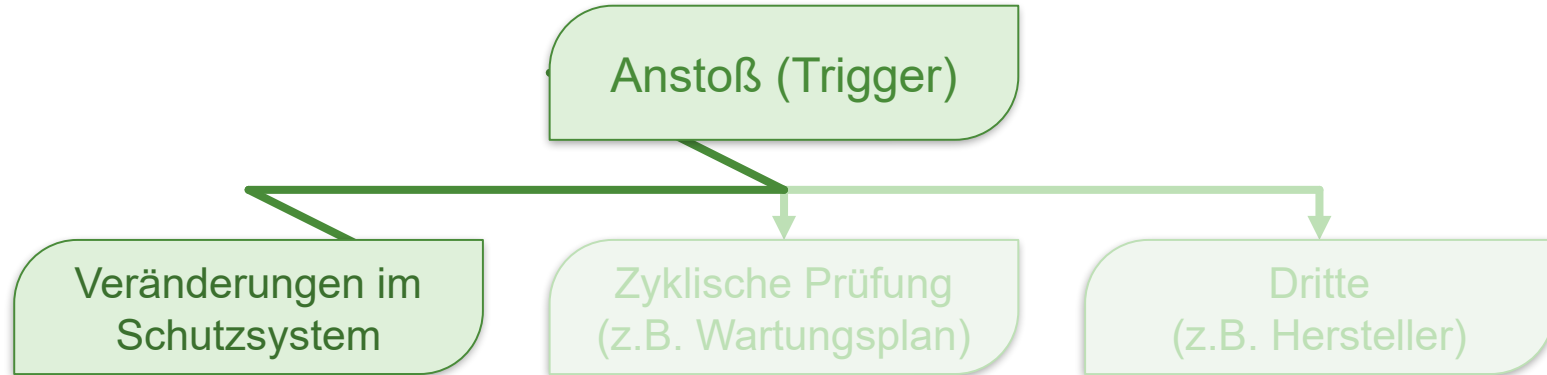 Anstoß (Trigger)
Veränderungen im
Schutzsystem
Zyklische Prüfung
(z.B. Wartungsplan)
Dritte
(z.B. Hersteller)